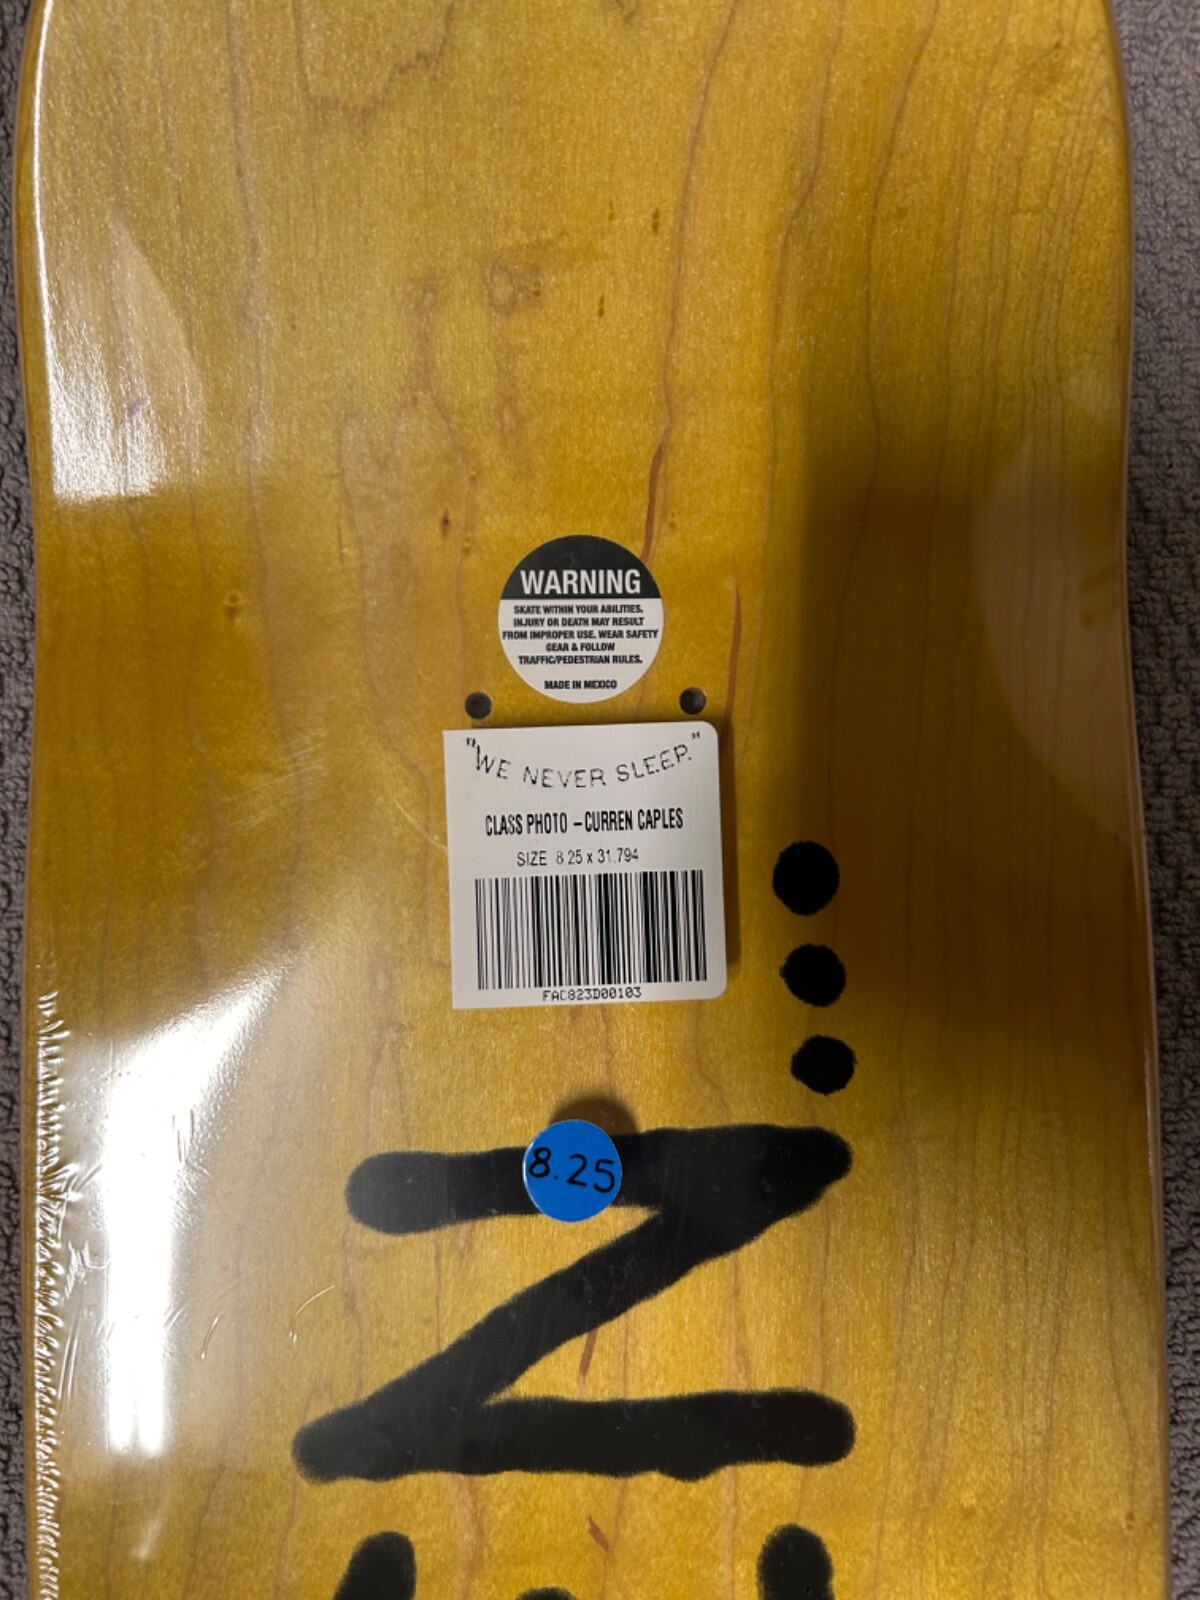 WARNING
SKATE WITHIN YOUR ABILITIES.
INJURY OR DEATH MAY RESULT
FROM IMPROPER USE. WEAR SAFETY
GEAR & FOLLOW
TRAFFIC/PEDESTRIAN RULES.
MADE IN MEXICO
"WE NEVER SLEEP."
CLASS PHOTO - CURREN CAPLES
SIZE 8.25 x 31.794
FAC823D00103
8.25
N...